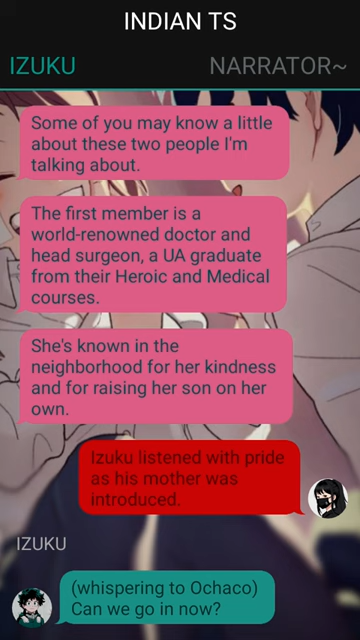 INDIAN TS
IZUKU NARRATOR~
Some of you may know a little
about these two people I'm
talking about.
The first member is a
world-renowned doctor and
head surgeon, a UA graduate
from their Heroic and Medical
courses.
She's known in the
neighborhood for her kindness
and for raising her son on her
own.
Izuku listened with pride
as his mother was
introduced.
IZUKU
(whispering to Ochaco)
Can we go in now?